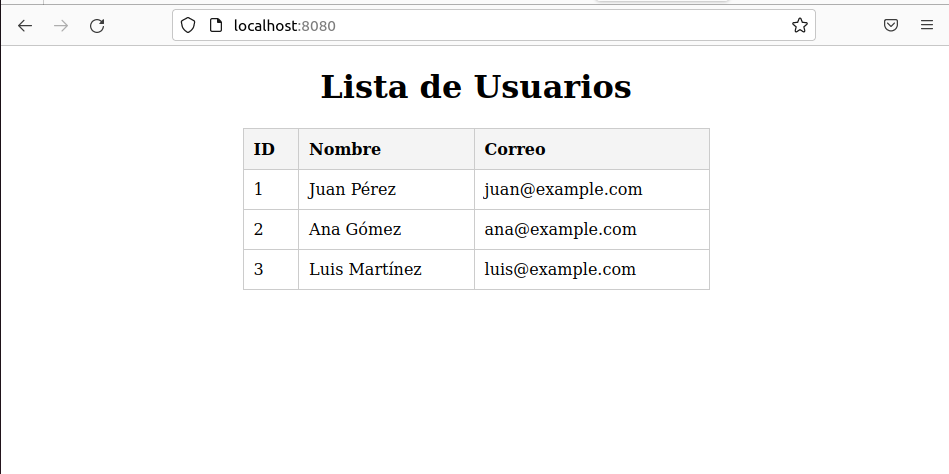 localhost:8080
Lista de Usuarios
ID Nombre Correo
1 Juan Pérez juan@example.com
2 Ana Gómez ana@example.com
3 Luis Martínez luis@example.com